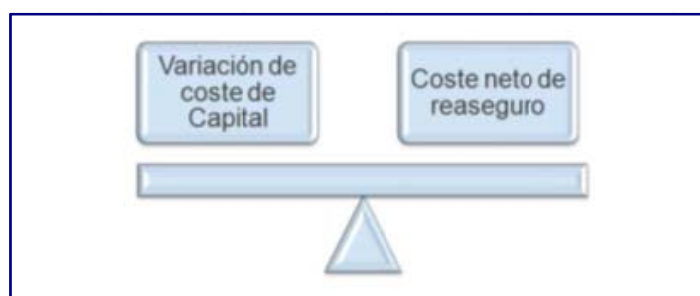 Variación de
coste de
Capital
Coste neto de
reaseguro